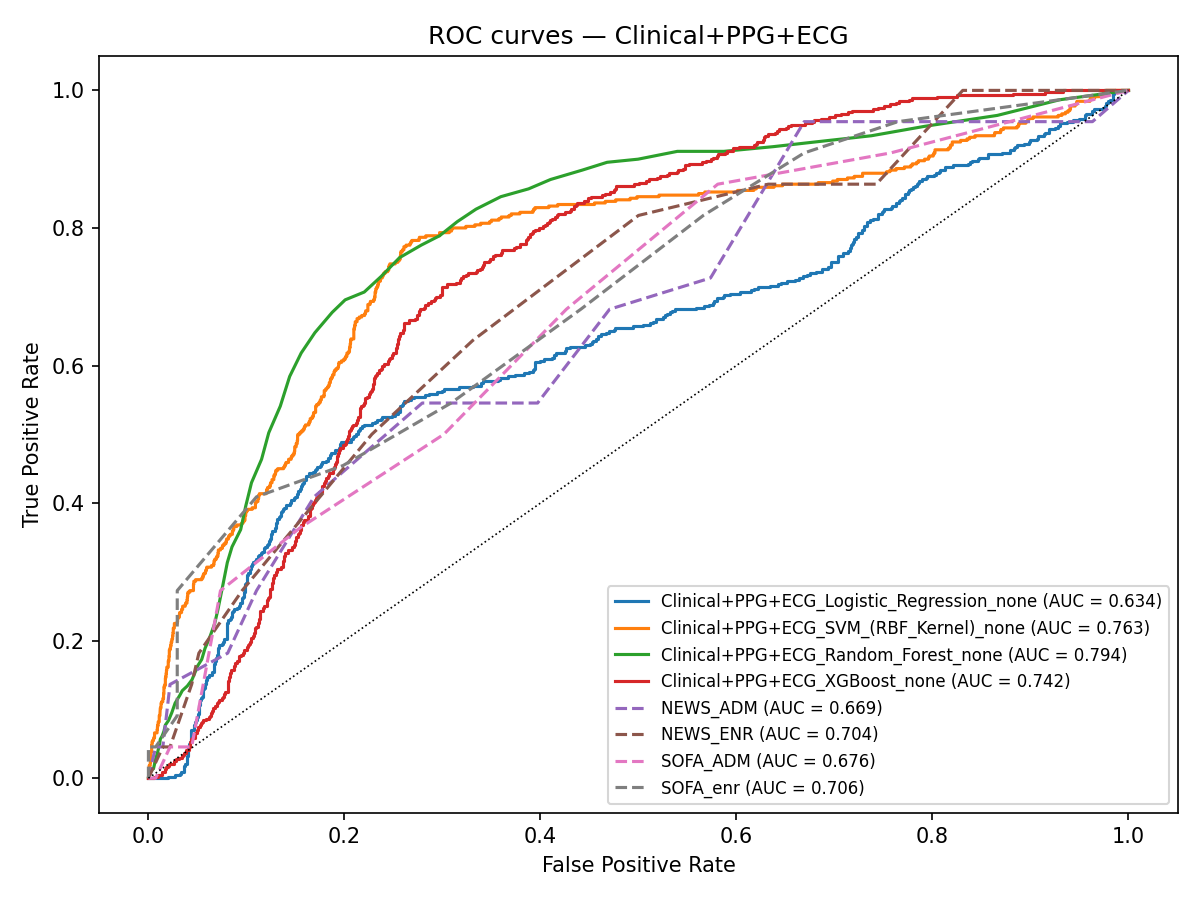 ROC curves — Clinical+PPG+ECG
True Positive Rate
1.0
0.8
0.6
0.4
0.2
0.0
Clinical+PPG+ECG_Logistic_Regression_none (AUC = 0.634)
Clinical+PPG+ECG_SVM_(RBF_Kernel)_none (AUC = 0.763)
Clinical+PPG+ECG_Random_Forest_none (AUC = 0.794)
Clinical+PPG+ECG_XGBoost_none (AUC = 0.742)
NEWS_ADM (AUC = 0.669)
NEWS_ENR (AUC = 0.704)
SOFA_ADM (AUC = 0.676)
SOFA_enr (AUC = 0.706)
0.0 0.2 0.4 0.6 0.8 1.0
False Positive Rate